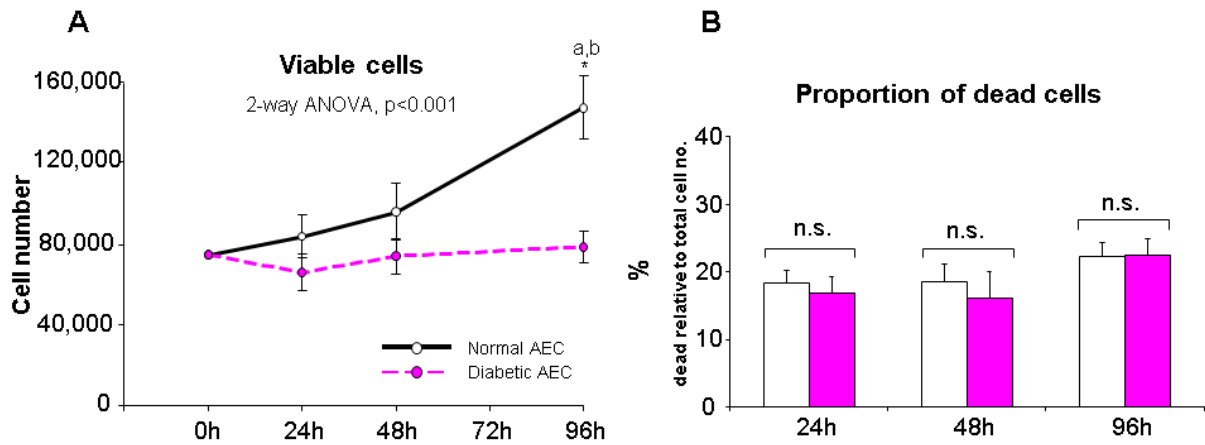 A
Viable cells
2-way ANOVA, p<0.001
a,b
*
Cell number
160,000
120,000
80,000
40,000
0
0h 24h 48h 72h 96h
Normal AEC
Diabetic AEC
B
Proportion of dead cells
%
dead relative to total cell no.
40
30
20
10
0
n.s. n.s. n.s.
24h 48h 96h